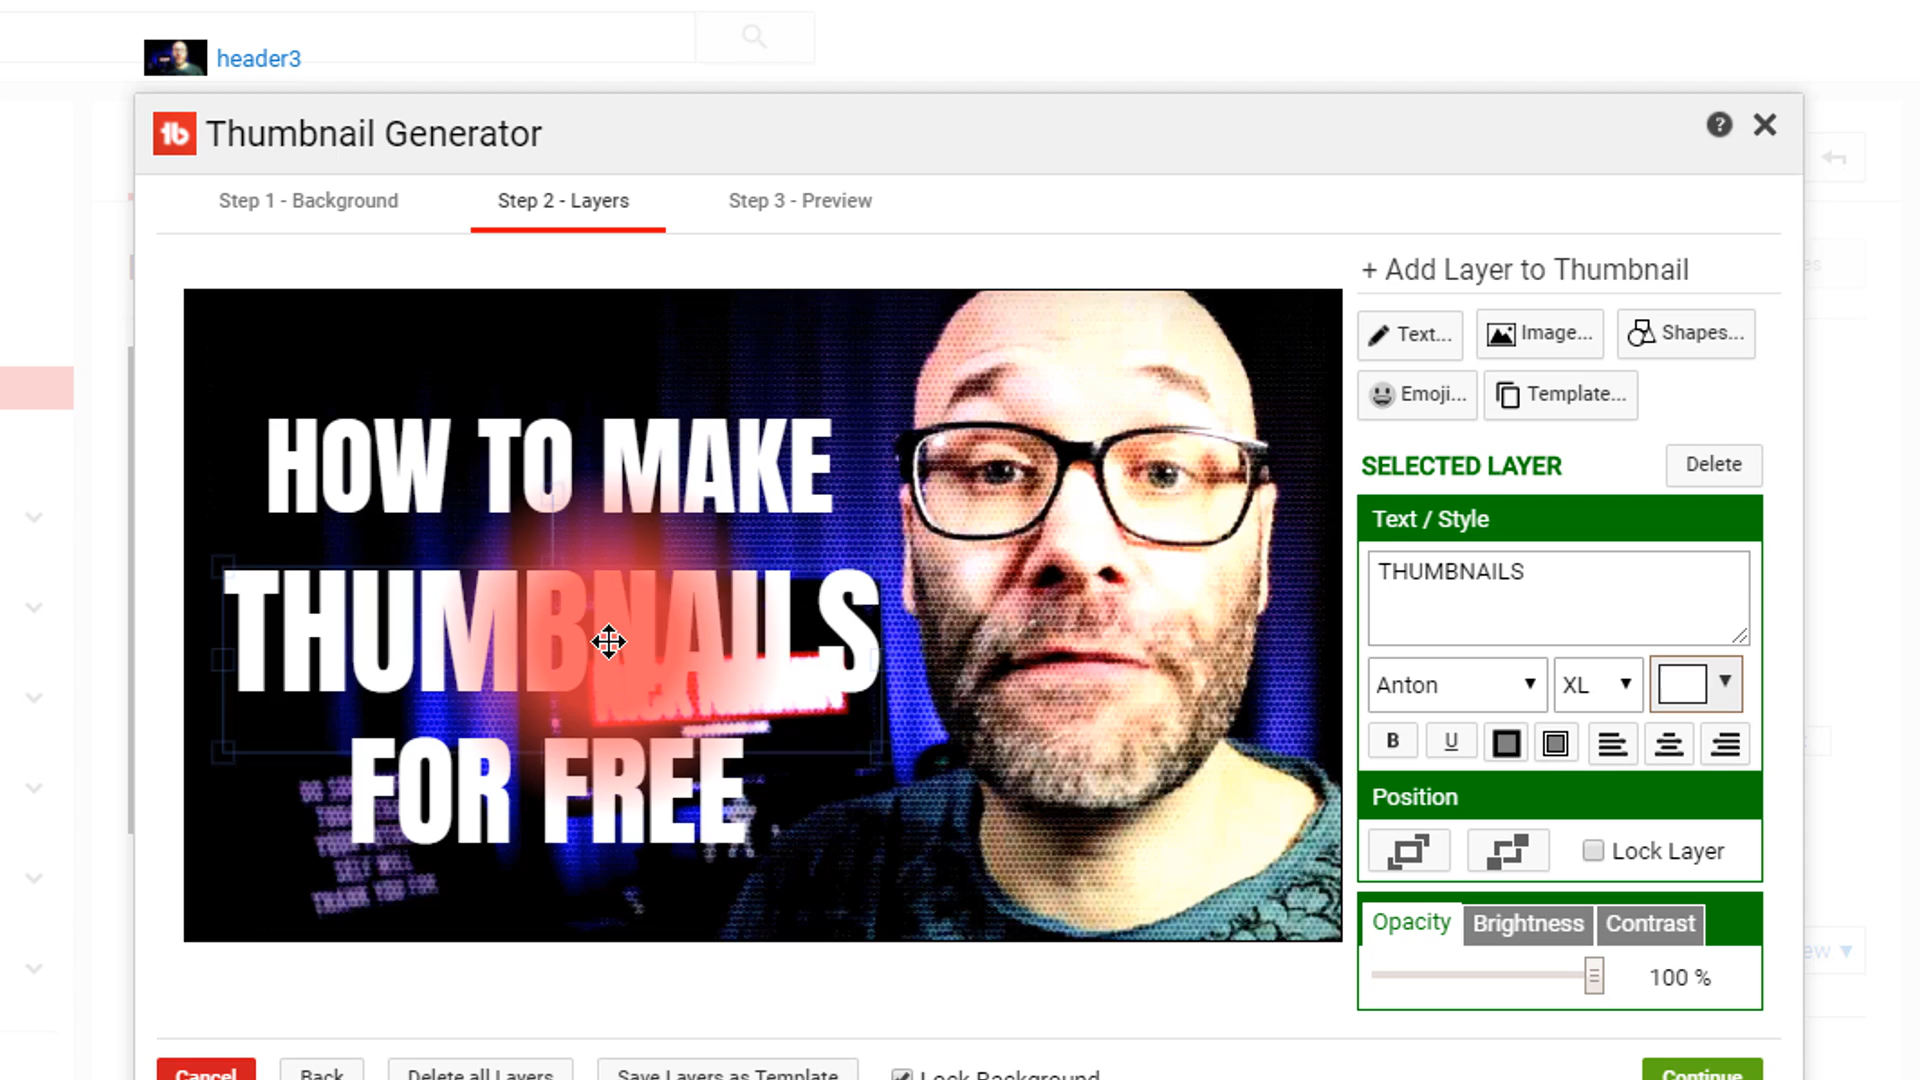 header3
Thumbnail Generator
Step 1 - Background
Step 2 - Layers
Step 3 - Preview
+ Add Layer to Thumbnail
Text...
Image...
Shapes...
Emoji...
Template...
SELECTED LAYER
Delete
Text / Style
THUMBNAILS
Anton
XL
B
U
Position
Lock Layer
Opacity
Brightness
Contrast
100 %
HOW TO MAKE
THUMBNAILS
FOR FREE
Cancel
Back
Delete all Layers
Save Layers as Template
Lock Background
Continue